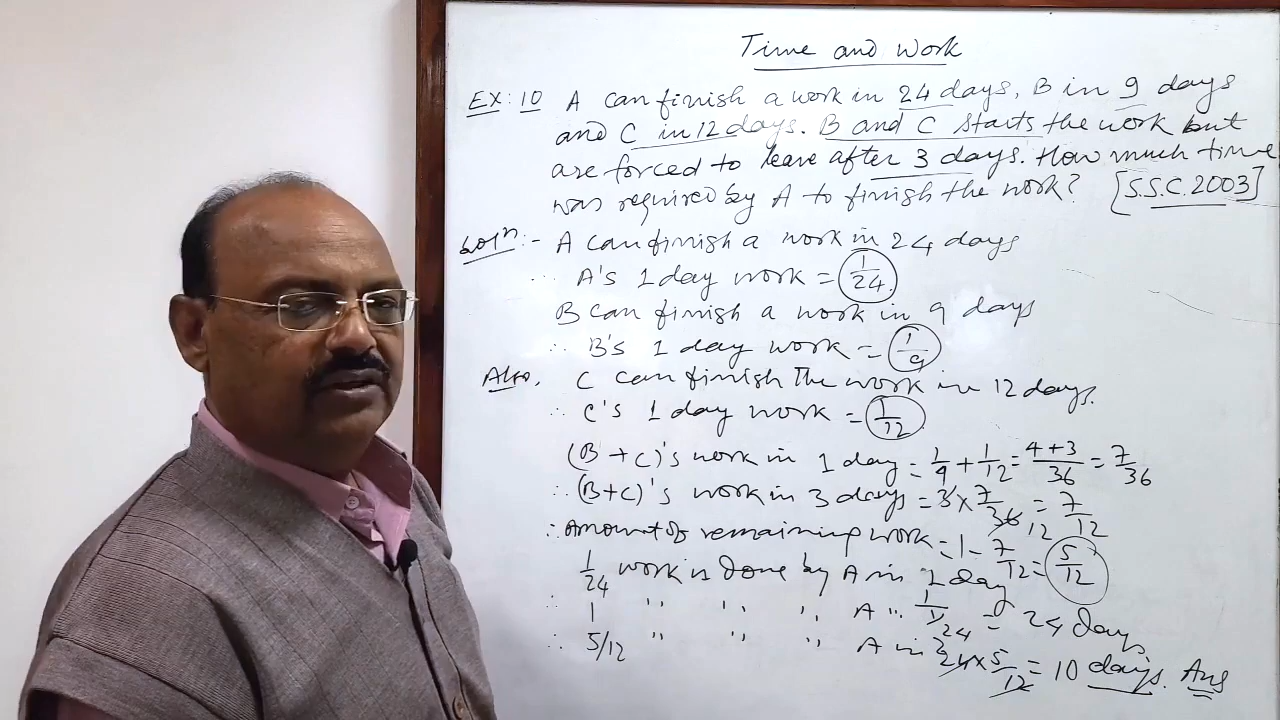 Time and Work
EX: 10 A can finish a work in 24 days, B in 9 days
and C in 12 days. B and C starts the work but
are forced to leave after 3 days. How much time
was required by A to finish the work? [S.S.C. 2003]
Solⁿ:- A can finish a work in 24 days
∴ A's 1 day work = 1/24
B can finish a work in 9 days
∴ B's 1 day work = 1/9
Also, C can finish the work in 12 days.
∴ C's 1 day work = 1/12
(B + C)'s work in 1 day = 1/9 + 1/12 = 4+3/36 = 7/36
∴ (B+C)'s work in 3 days = 3 × 7/36 12 = 7/12
∴ Amount of remaining work = 1 - 7/12 = 5/12
1/24 work is done by A in 1 day
∴ 1 " " " A " 1/1/24 = 24 days
∴ 5/12 " " " A in 2 24×5/12 = 10 days. Ans